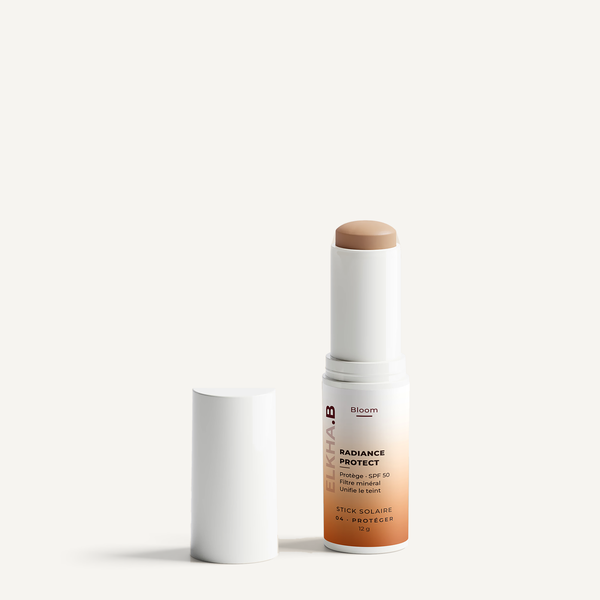 Bloom
ELKHA.B
RADIANCE
PROTECT
Protège - SPF 50
Filtre minéral
Unifie le teint
STICK SOLAIRE
04 - PROTÉGER
12 g